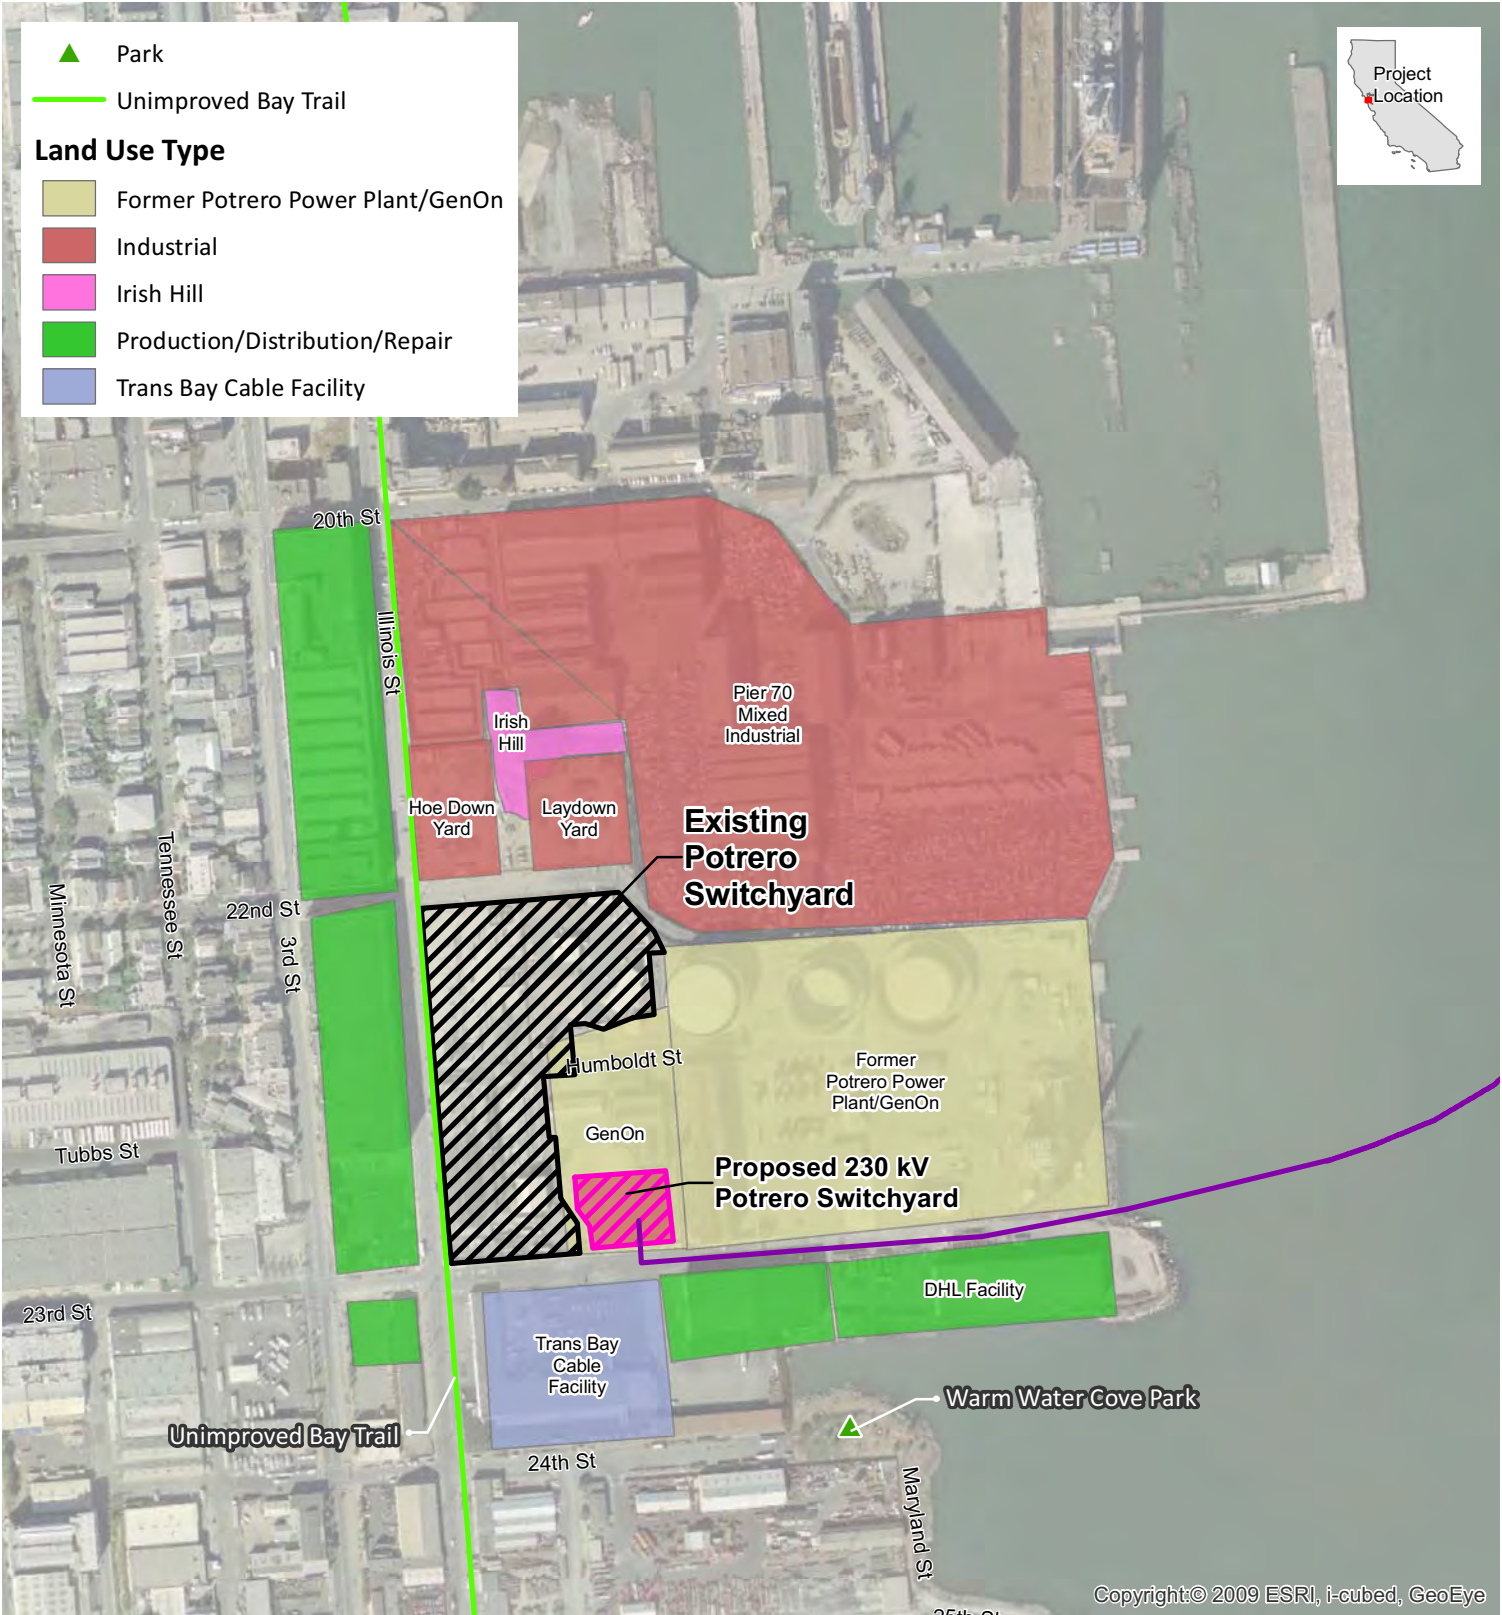 Park
Unimproved Bay Trail
Land Use Type
Former Potrero Power Plant/GenOn
Industrial
Irish Hill
Production/Distribution/Repair
Trans Bay Cable Facility
Project
Location
20th St
Illinois St
Irish
Hill
Pier 70
Mixed
Industrial
Hoe Down
Yard
Laydown
Yard
Existing
Potrero
Switchyard
Minnesota St
Tennessee St
22nd St
3rd St
Humboldt St
Former
Potrero Power
Plant/GenOn
GenOn
Tubbs St
Proposed 230 kV
Potrero Switchyard
23rd St
DHL Facility
Trans Bay
Cable
Facility
Warm Water Cove Park
Unimproved Bay Trail
24th St
Maryland St
Copyright:© 2009 ESRI, i-cubed, GeoEye
25th St